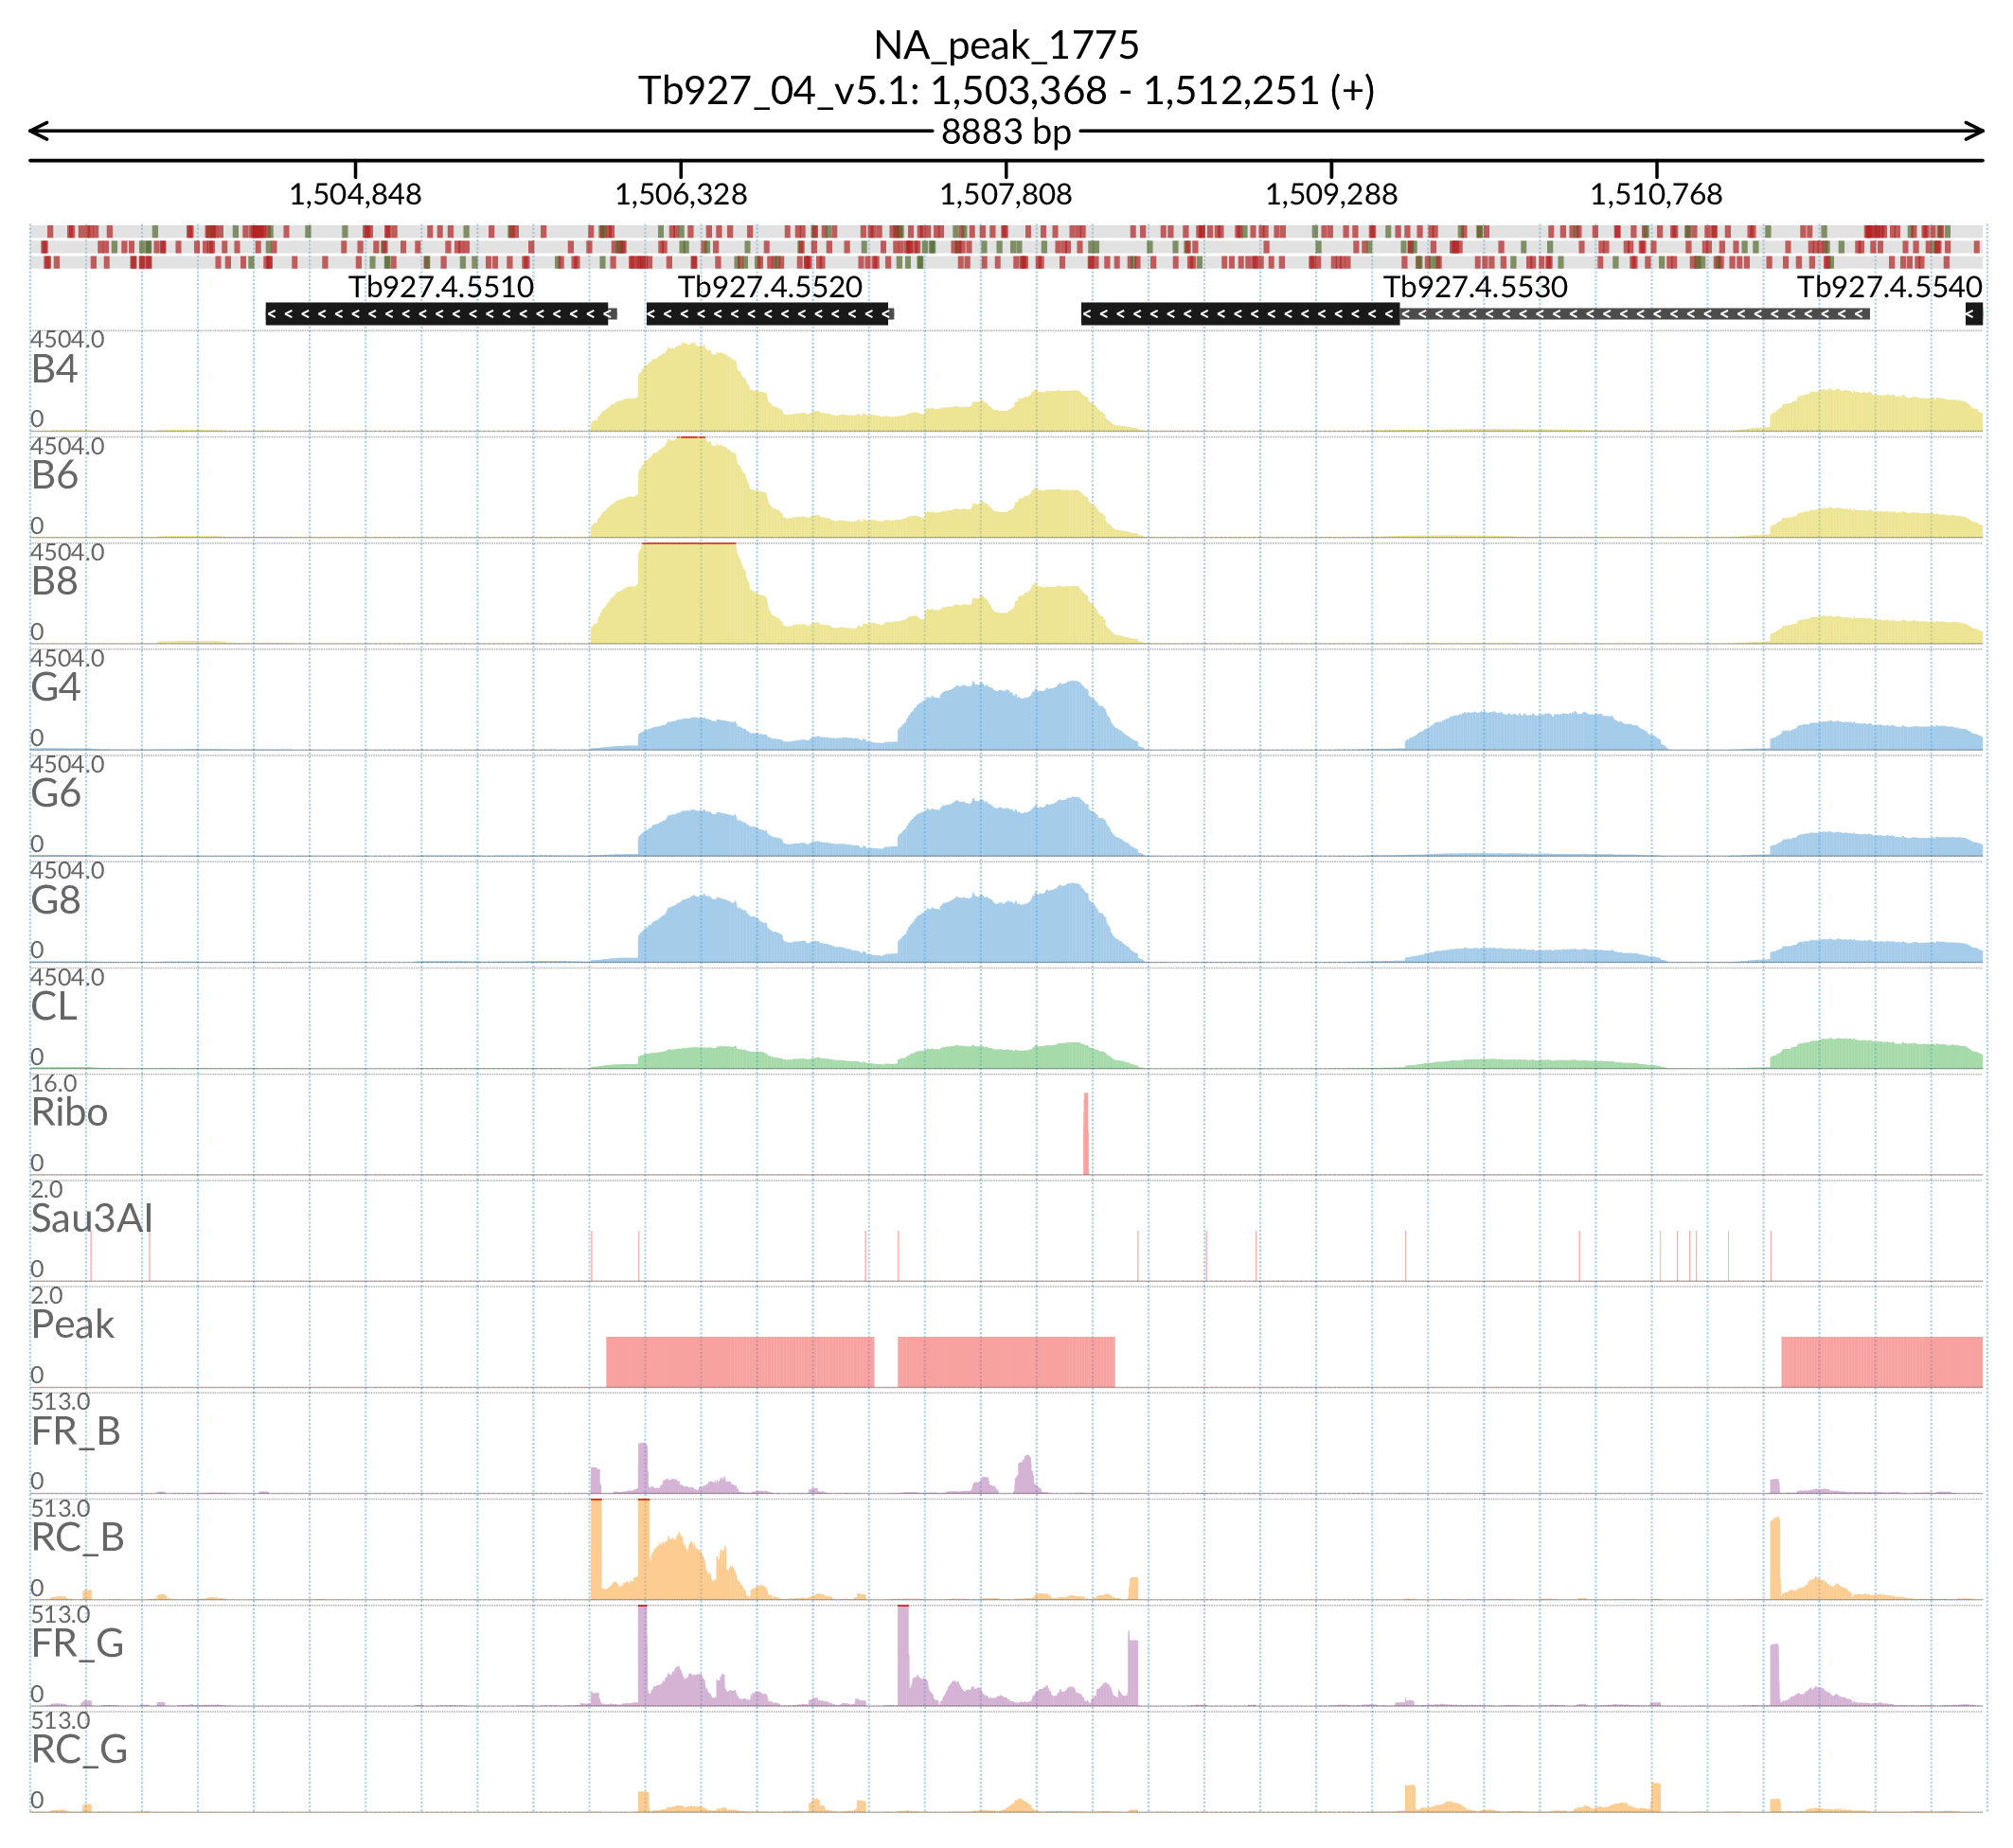 NA_peak_1775
Tb927_04_v5.1: 1,503,368 - 1,512,251 (+)
8883 bp
1,504,848 1,506,328 1,507,808 1,509,288 1,510,768
Tb927.4.5510 Tb927.4.5520 Tb927.4.5530 Tb927.4.5540
4504.0
B4
0
4504.0
B6
0
4504.0
B8
0
4504.0
G4
0
4504.0
G6
0
4504.0
G8
0
4504.0
CL
0
16.0
Ribo
0
2.0
Sau3AI
0
2.0
Peak
0
513.0
FR_B
0
513.0
RC_B
0
513.0
FR_G
0
513.0
RC_G
0